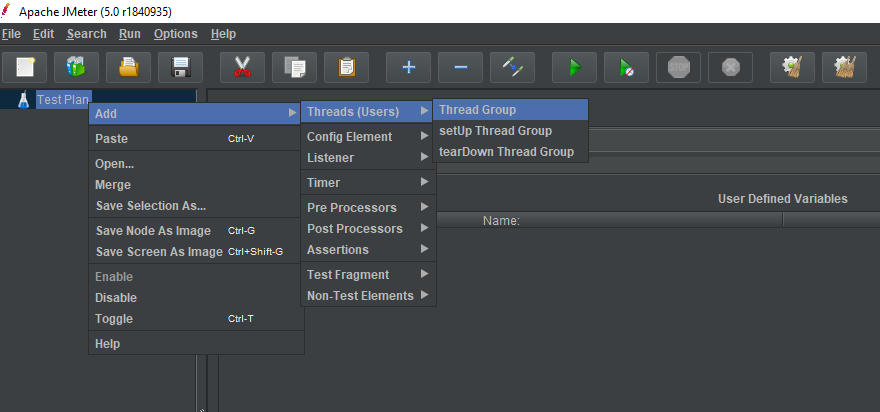 Apache JMeter (5.0 r1840935)
File Edit Search Run Options Help
STOP
Test Plan
Add
Paste Ctrl-V
Open...
Merge
Save Selection As...
Save Node As Image Ctrl-G
Save Screen As Image Ctrl+Shift-G
Enable
Disable
Toggle Ctrl-T
Help
Threads (Users)
Config Element
Listener
Timer
Pre Processors
Post Processors
Assertions
Test Fragment
Non-Test Elements
Thread Group
setUp Thread Group
tearDown Thread Group
User Defined Variables
Name: